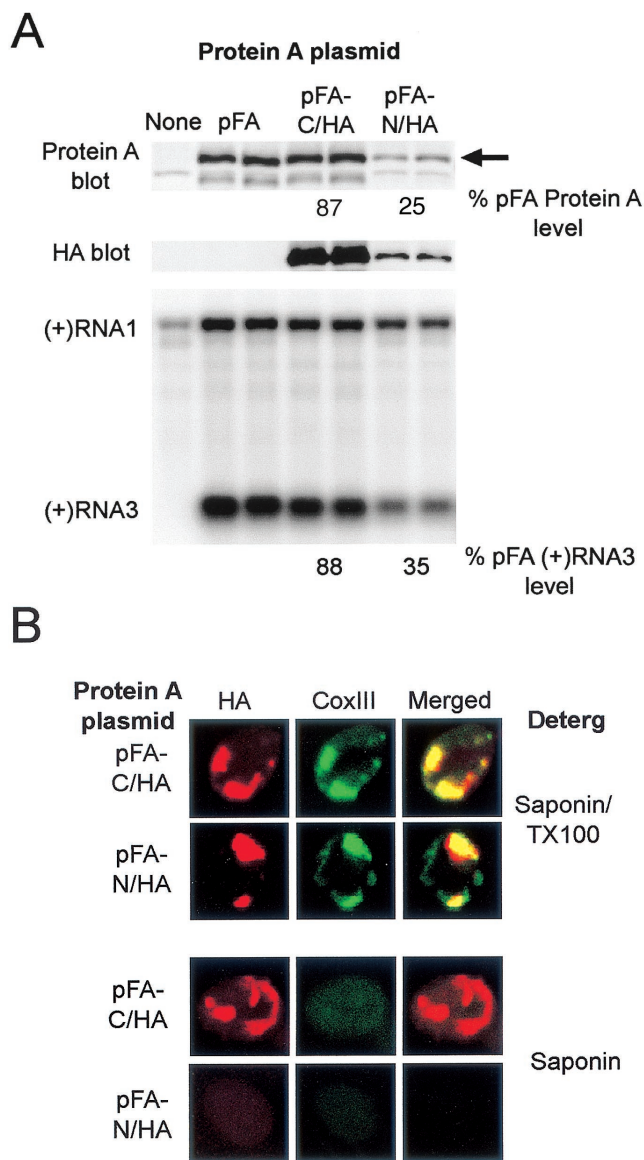 A
Protein A plasmid
None pFA pFA-C/HA pFA-N/HA
Protein A
blot
87 25
% pFA Protein A
level
HA blot
(+)RNA1
(+)RNA3
88 35
% pFA (+)RNA3
level
B
Protein A
plasmid
HA CoxIII Merged
Deterg
pFA-
C/HA
Saponin/
TX100
pFA-
N/HA
pFA-
C/HA
Saponin
pFA-
N/HA